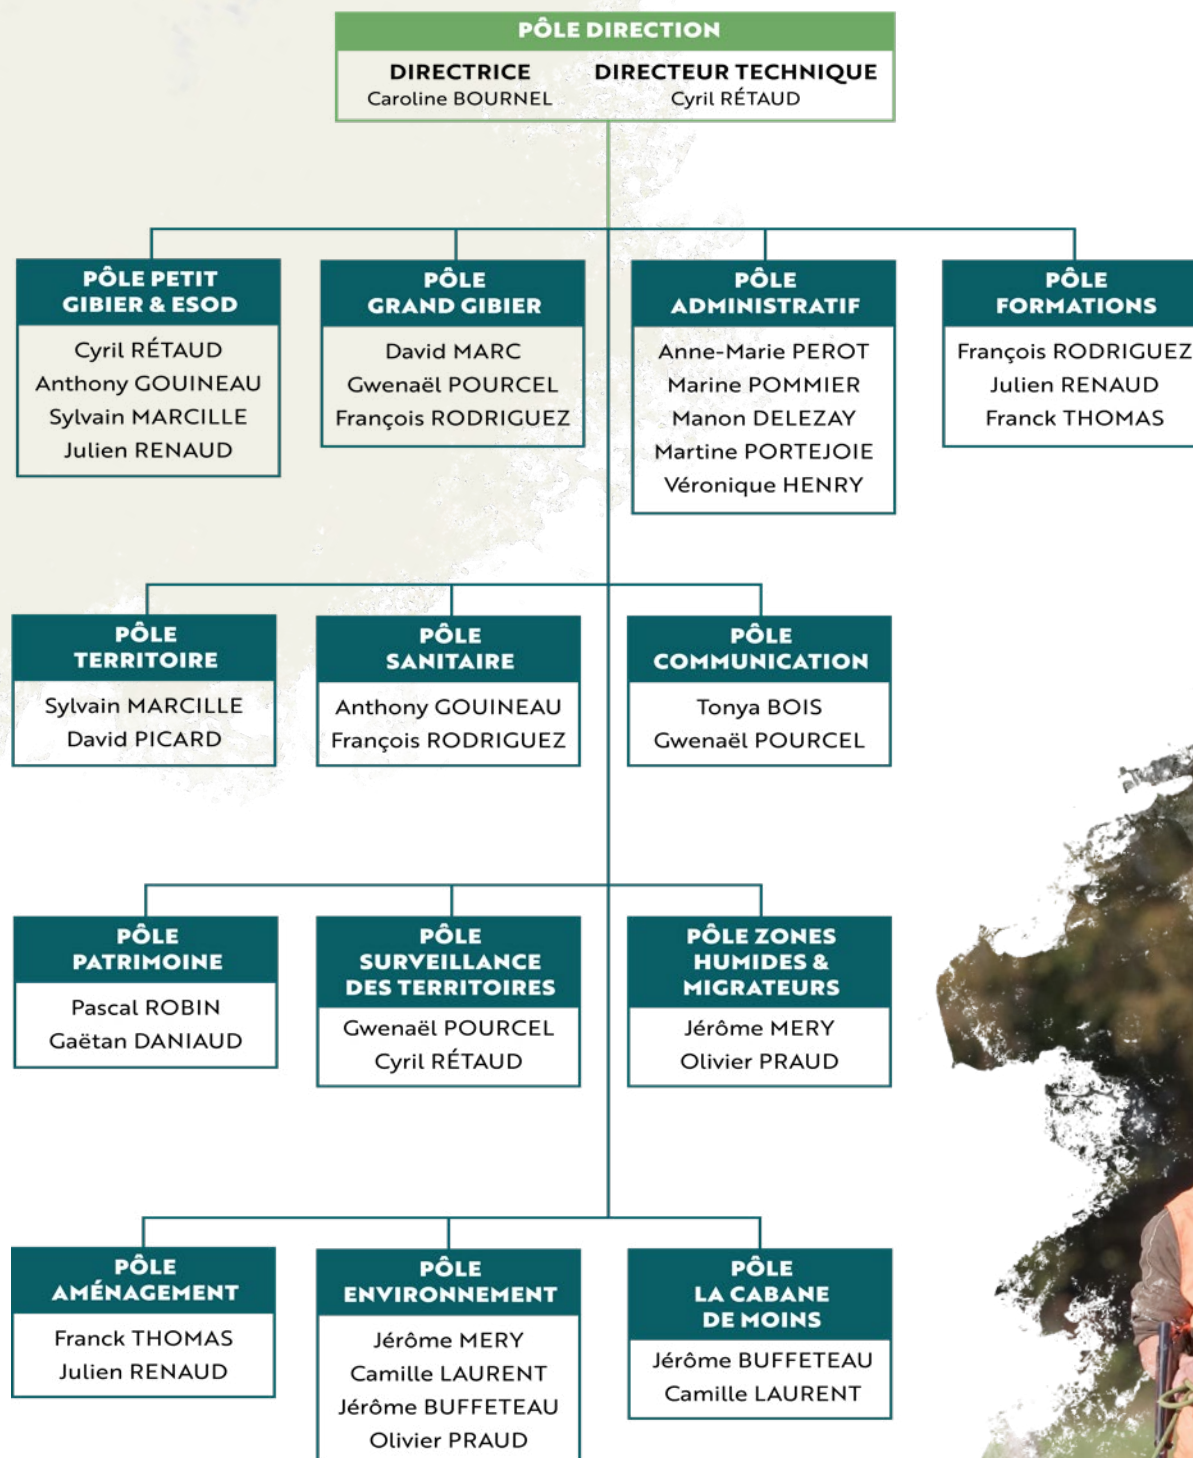 PÔLE DIRECTION
DIRECTRICE
Caroline BOURNEL
DIRECTEUR TECHNIQUE
Cyril RÉTAUD
PÔLE PETIT
GIBIER & ESOD
Cyril RÉTAUD
Anthony GOUINEAU
Sylvain MARCILLE
Julien RENAUD
PÔLE
GRAND GIBIER
David MARC
Gwenaël POURCEL
François RODRIGUEZ
PÔLE
ADMINISTRATIF
Anne-Marie PEROT
Marine POMMIER
Manon DELEZAY
Martine PORTEJOIE
Véronique HENRY
PÔLE
FORMATIONS
François RODRIGUEZ
Julien RENAUD
Franck THOMAS
PÔLE
TERRITOIRE
Sylvain MARCILLE
David PICARD
PÔLE
SANITAIRE
Anthony GOUINEAU
François RODRIGUEZ
PÔLE
COMMUNICATION
Tonya BOIS
Gwenaël POURCEL
PÔLE
PATRIMOINE
Pascal ROBIN
Gaëtan DANIAUD
PÔLE
SURVEILLANCE
DES TERRITOIRES
Gwenaël POURCEL
Cyril RÉTAUD
PÔLE ZONES
HUMIDES &
MIGRATEURS
Jérôme MERY
Olivier PRAUD
PÔLE
AMÉNAGEMENT
Franck THOMAS
Julien RENAUD
PÔLE
ENVIRONNEMENT
Jérôme MERY
Camille LAURENT
Jérôme BUFFETEAU
Olivier PRAUD
PÔLE
LA CABANE
DE MOINS
Jérôme BUFFETEAU
Camille LAURENT